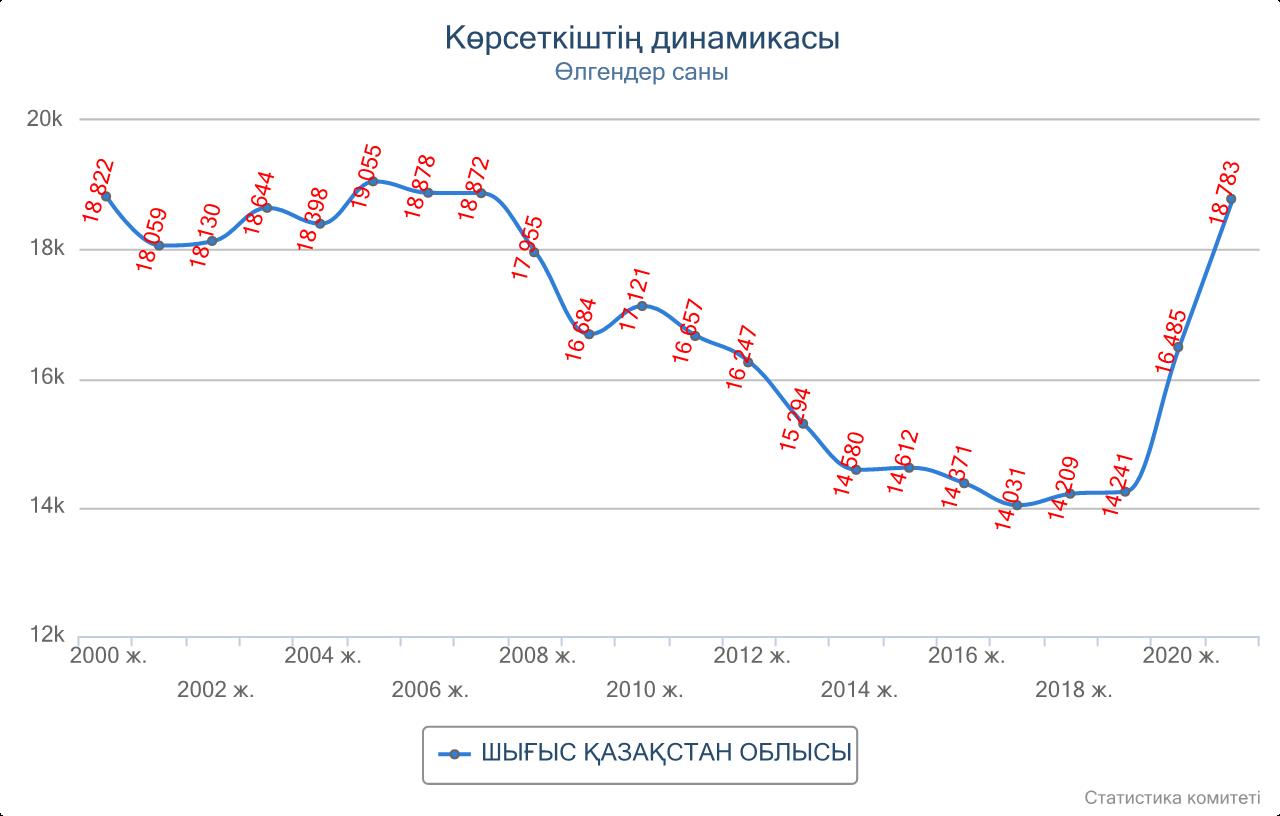 Көрсеткіштің динамикасы
Өлгендер саны
20k
18k
16k
14k
12k
18 822
18 059
18 130
18 644
18 398
19 055
18 878
18 872
17 955
16 684
17 121
16 657
16 247
15 294
14 580
14 612
14 371
14 031
14 209
14 241
16 485
18 783
2000 ж. 2004 ж. 2008 ж. 2012 ж. 2016 ж. 2020 ж.
2002 ж. 2006 ж. 2010 ж. 2014 ж. 2018 ж.
ШЫҒЫС ҚАЗАҚСТАН ОБЛЫСЫ
Статистика комитеті